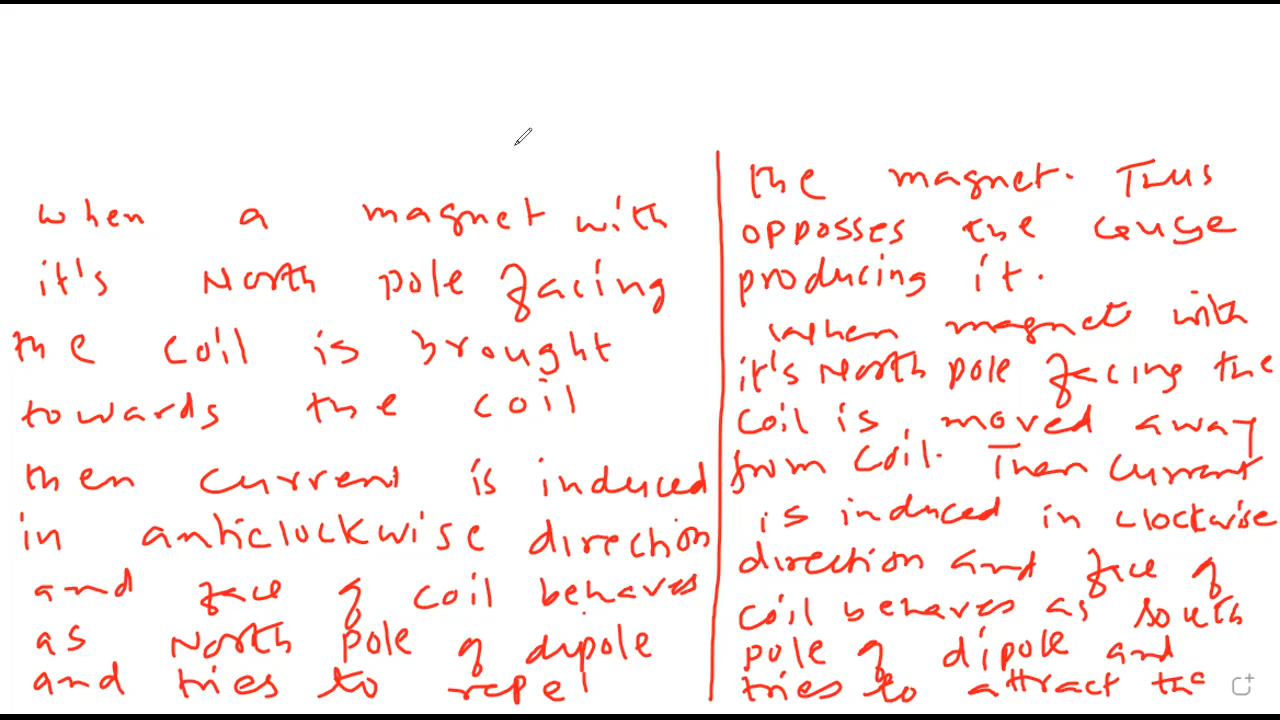 when a magnet with
it's North pole facing
the coil is brought
towards the coil
then current is induced
in anticlockwise direction
and face of coil behaves
as North pole of dipole
and tries to repel
the magnet. Thus
opposses the cause
producing it.
When magnet with
it's North pole facing the
coil is, moved away
from coil. Then current
is induced in clockwise
direction and face of
coil behaves as south
pole of dipole and
tries to attract the